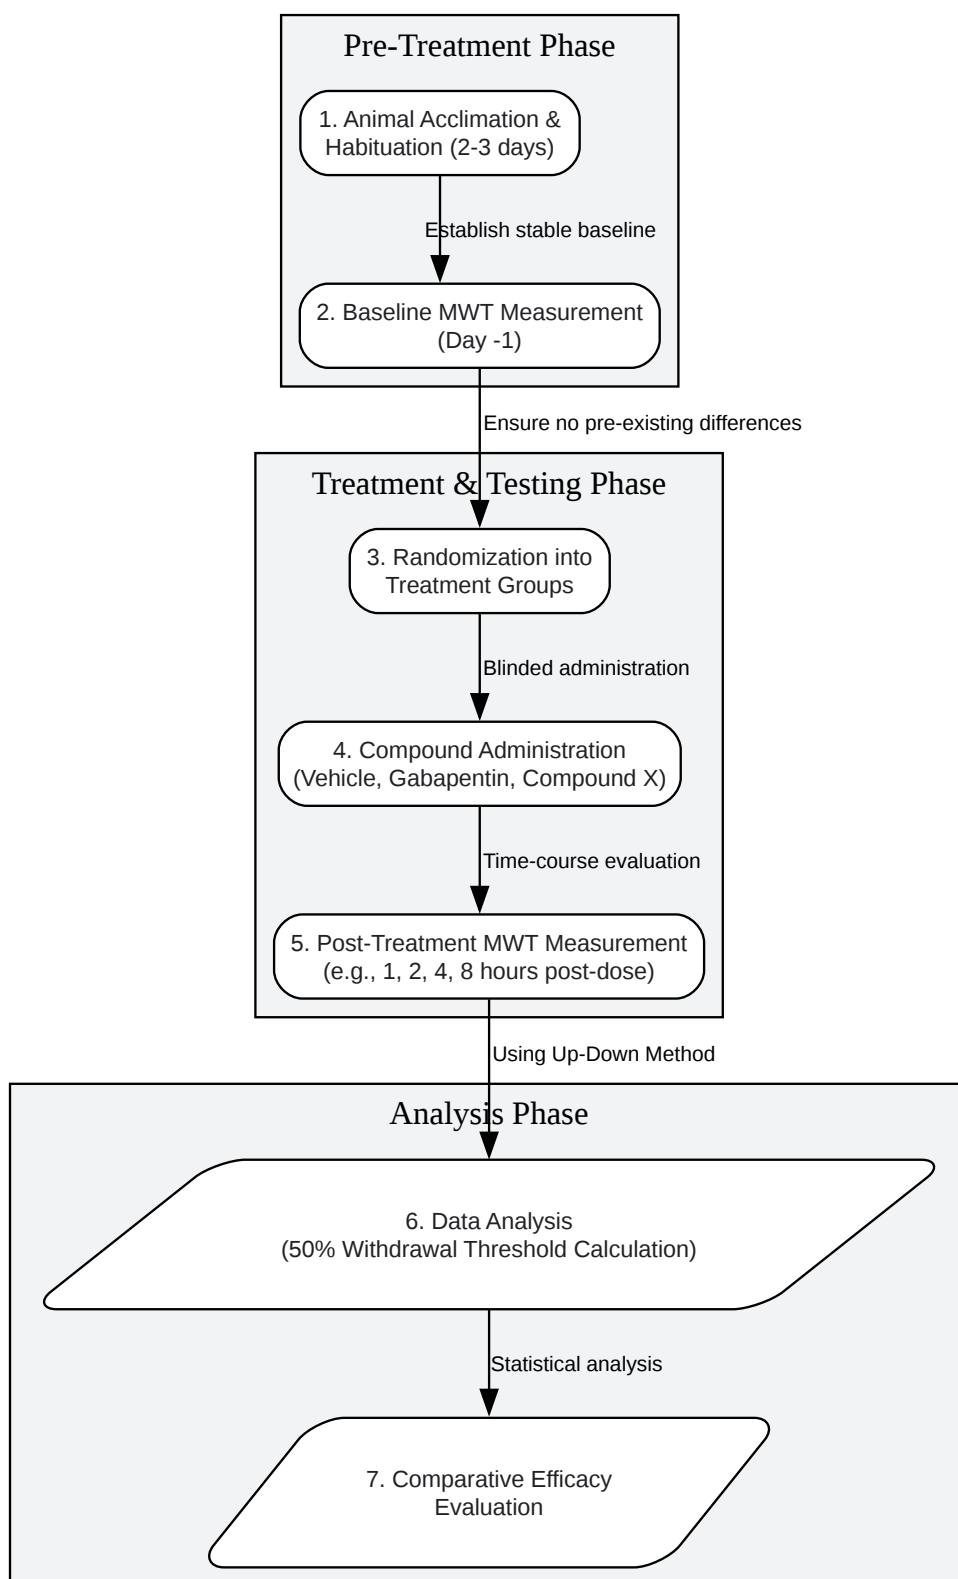 Pre-Treatment Phase
1. Animal Acclimation &
Habituation (2-3 days)
Establish stable baseline
2. Baseline MWT Measurement
(Day -1)
Ensure no pre-existing differences
Treatment & Testing Phase
3. Randomization into
Treatment Groups
Blinded administration
4. Compound Administration
(Vehicle, Gabapentin, Compound X)
Time-course evaluation
5. Post-Treatment MWT Measurement
(e.g., 1, 2, 4, 8 hours post-dose)
Using Up-Down Method
Analysis Phase
6. Data Analysis
(50% Withdrawal Threshold Calculation)
Statistical analysis
7. Comparative Efficacy
Evaluation